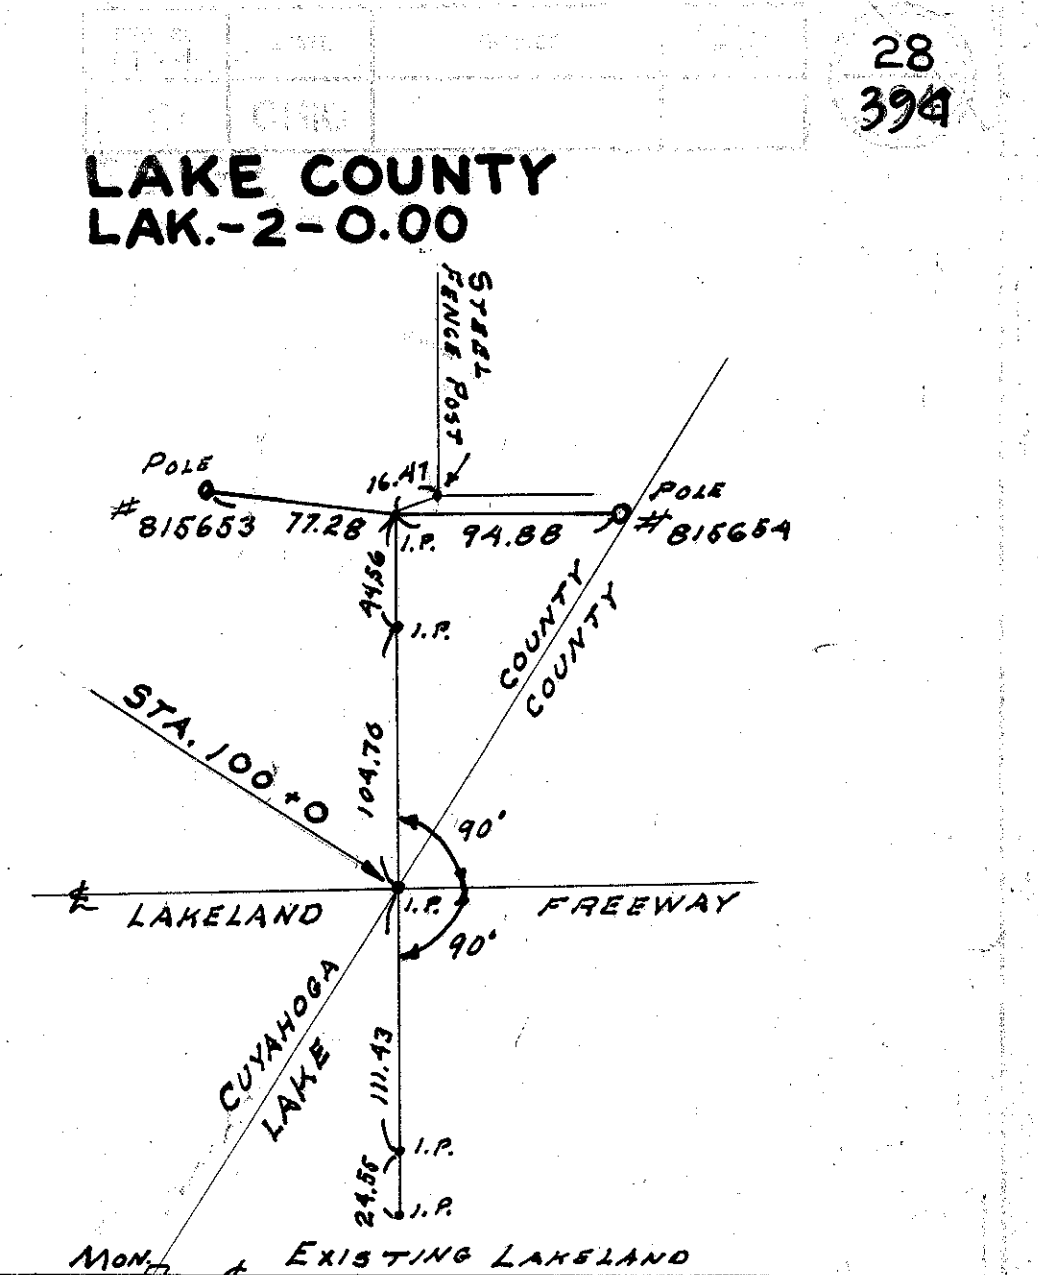 28
394
LAKE COUNTY
LAK.-2-0.00
STEEL
FENCE POST
POLE
16.47
POLE
# 815653
77.28
I.P.
94.88
# 815654
44.56
I.P.
COUNTY
COUNTY
STA. 100+0
104.76
90°
℄ LAKELAND
I.P.
FREEWAY
90°
CUYAHOGA
LAKE
111.43
I.P.
24.55
I.P.
MON.
℄ EXISTING LAKELAND